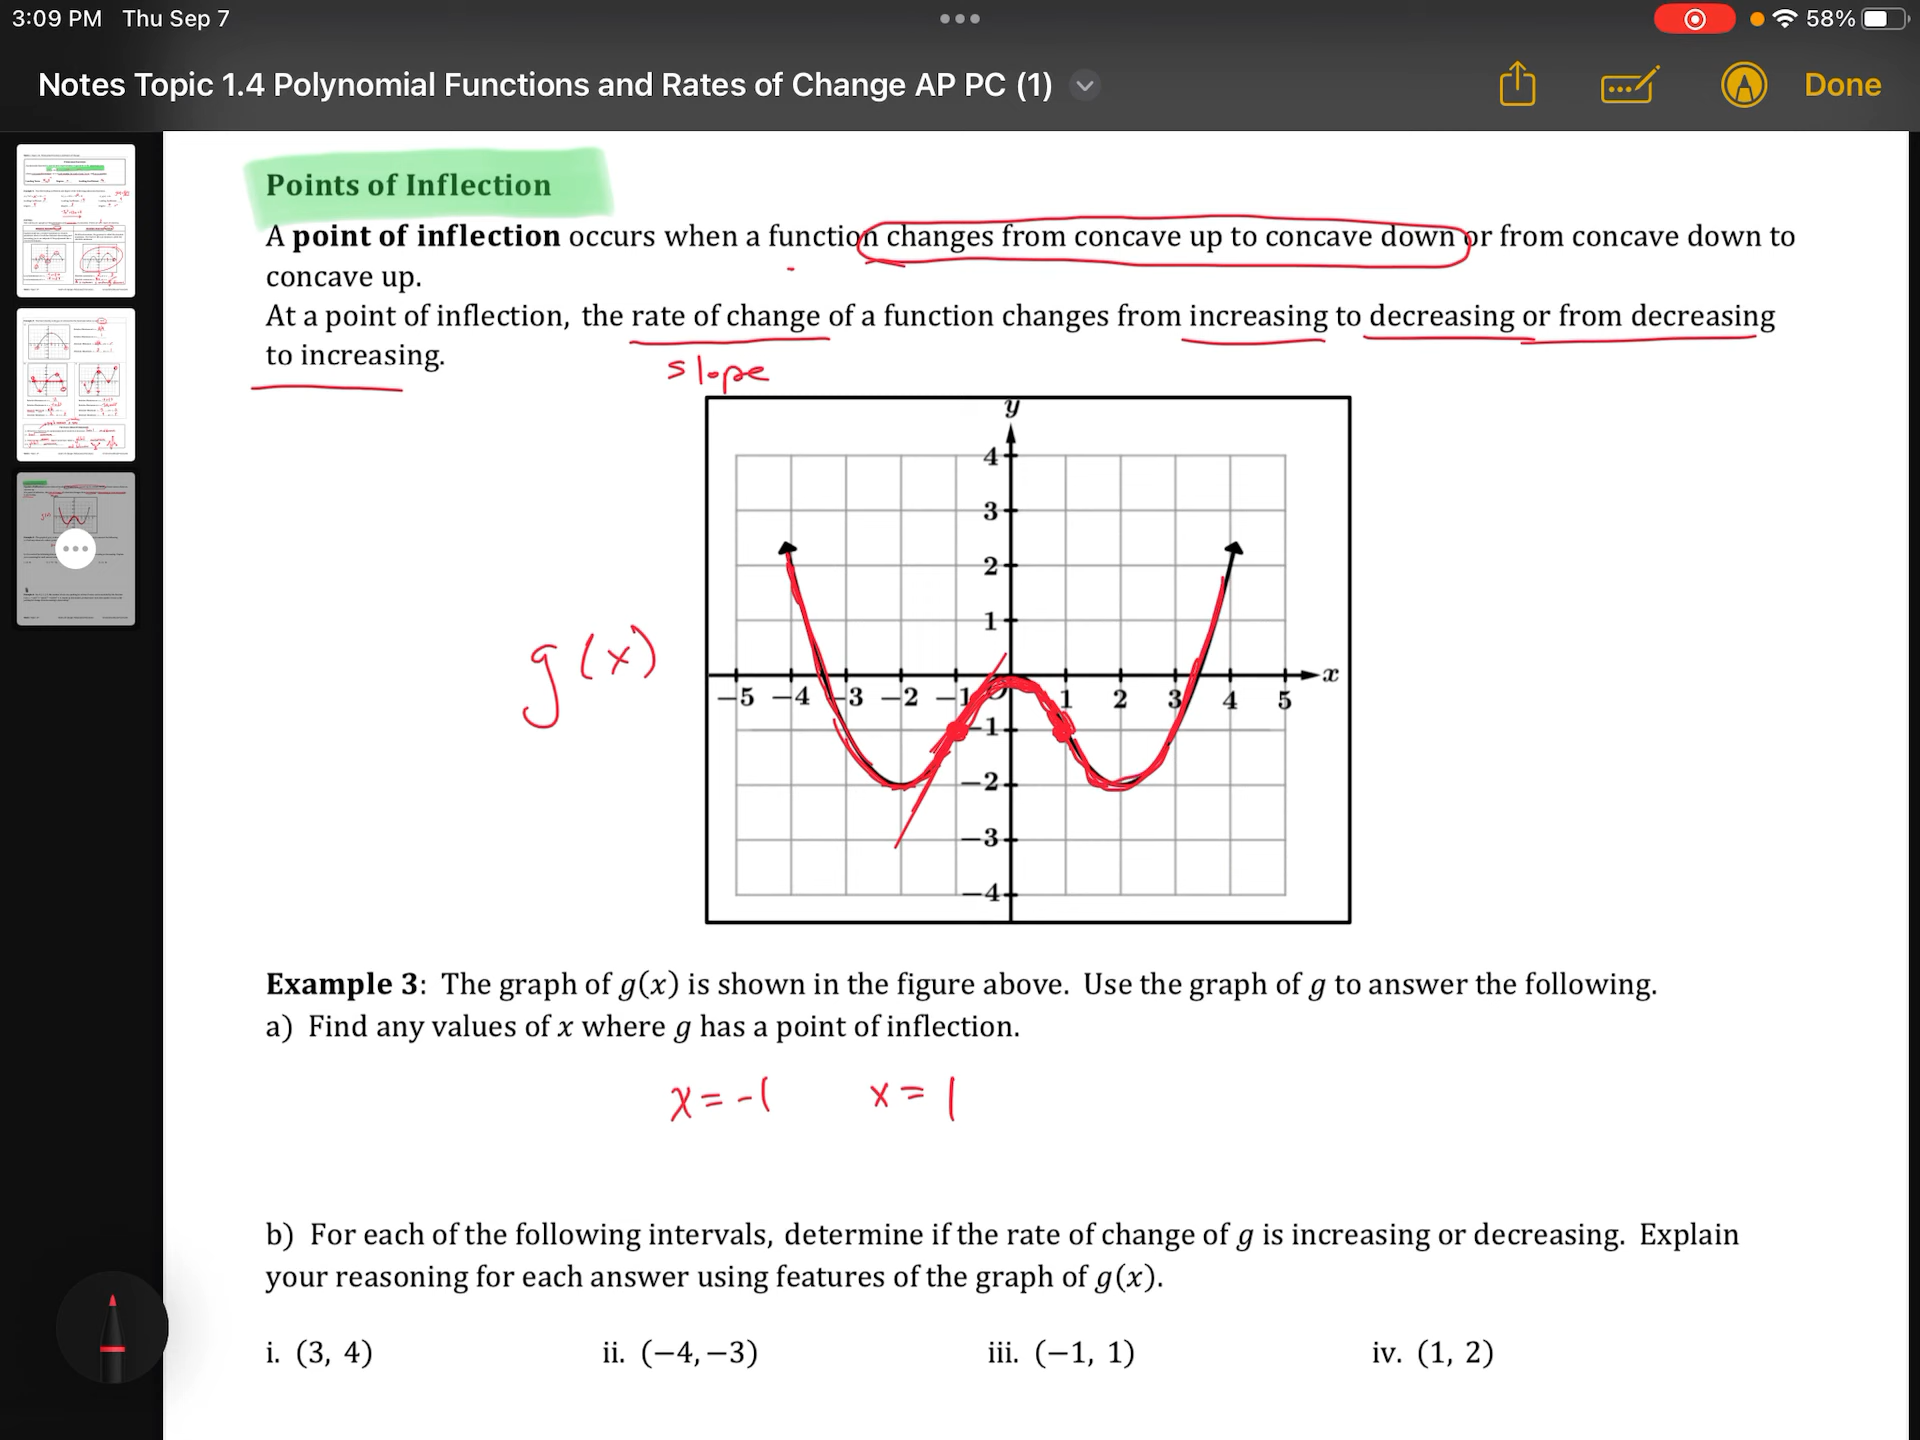 3:09 PM Thu Sep 7
58%
Notes Topic 1.4 Polynomial Functions and Rates of Change AP PC (1)
Done
Points of Inflection
A point of inflection occurs when a function changes from concave up to concave down or from concave down to
concave up.
At a point of inflection, the rate of change of a function changes from increasing to decreasing or from decreasing
to increasing.
slope
y
4
3
2
1
x
−5 −4 −3 −2 −1 O 1 2 3 4 5
−1
−2
−3
−4
g(x)
Example 3: The graph of g(x) is shown in the figure above. Use the graph of g to answer the following.
a) Find any values of x where g has a point of inflection.
x = -1 x = 1
b) For each of the following intervals, determine if the rate of change of g is increasing or decreasing. Explain
your reasoning for each answer using features of the graph of g(x).
i. (3, 4) ii. (−4, −3) iii. (−1, 1) iv. (1, 2)